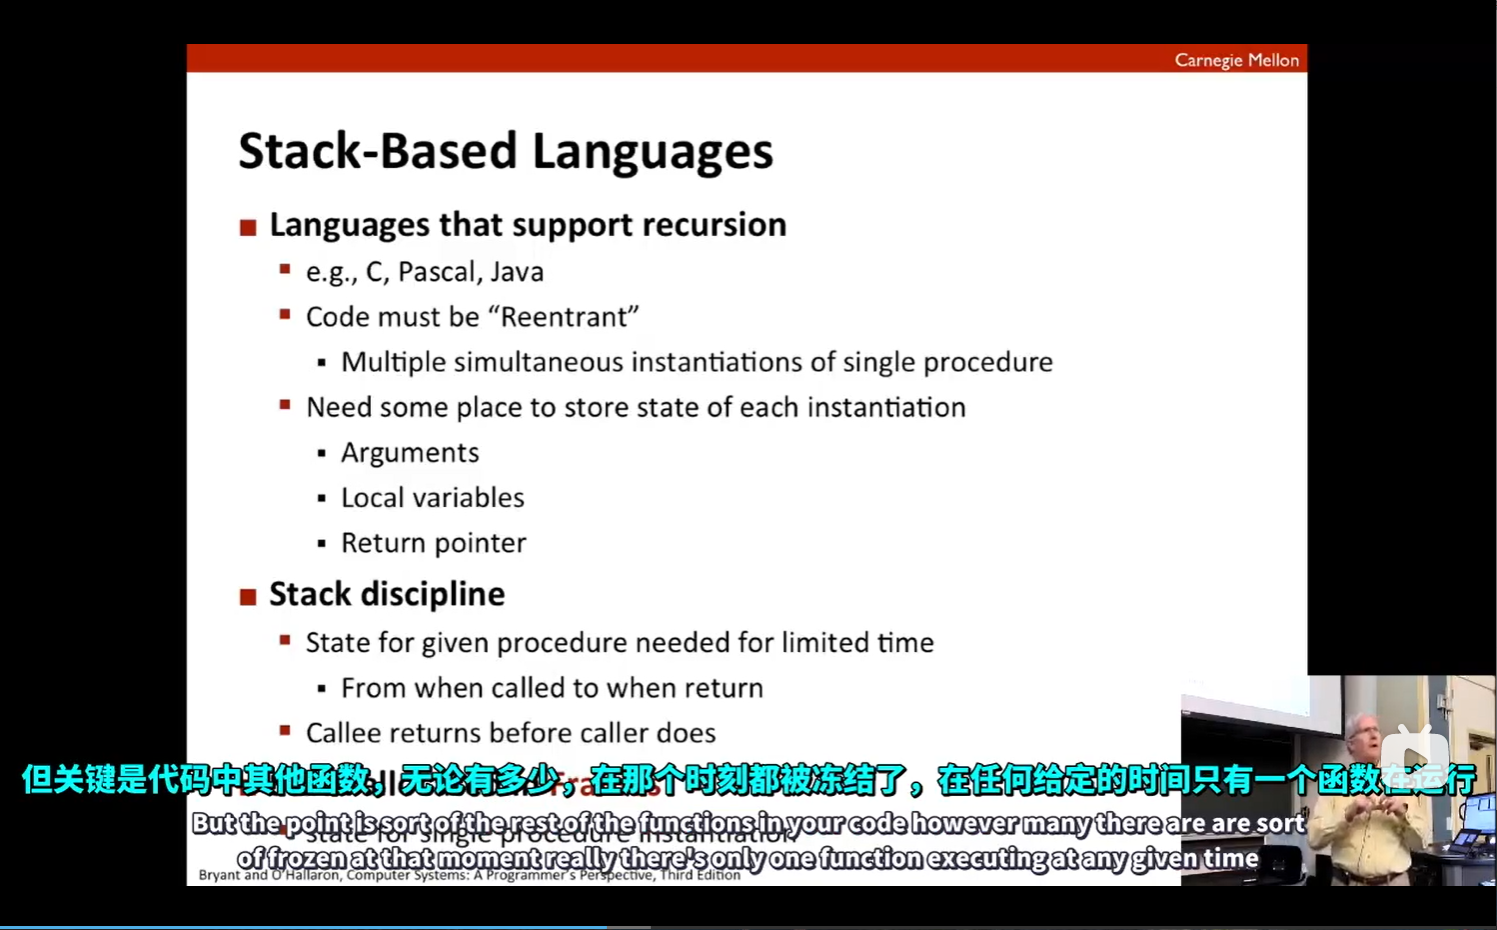 Carnegie Mellon
Stack-Based Languages
■ Languages that support recursion
▪ e.g., C, Pascal, Java
▪ Code must be “Reentrant”
▪ Multiple simultaneous instantiations of single procedure
▪ Need some place to store state of each instantiation
▪ Arguments
▪ Local variables
▪ Return pointer
■ Stack discipline
▪ State for given procedure needed for limited time
▪ From when called to when return
▪ Callee returns before caller does
但关键是代码中其他函数，无论有多少，在那个时刻都被冻结了，在任何给定的时间只有一个函数在运行
But the point is sort of the rest of the functions in your code however many there are are sort
▪ state for single procedure instantiation
of frozen at that moment really there's only one function executing at any given time
Bryant and O'Hallaron, Computer Systems: A Programmer's Perspective, Third Edition